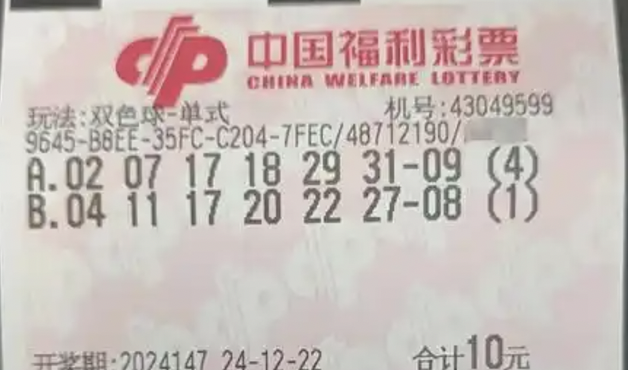 中国福利彩票
CHINA WELFARE LOTTERY
玩法:双色球-单式 机号:43049599
9645-B8EE-35FC-C204-7FEC/48712190/
A.02 07 17 18 29 31-09 (4)
B.04 11 17 20 22 27-08 (1)
开奖期:2024147 24-12-22 合计10元